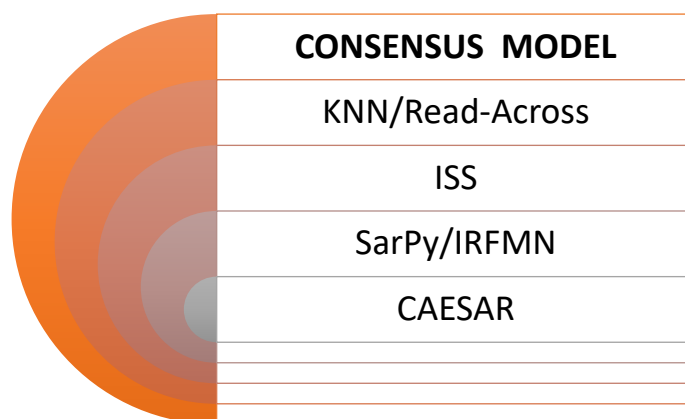 CONSENSUS MODEL
KNN/Read-Across
ISS
SarPy/IRFMN
CAESAR